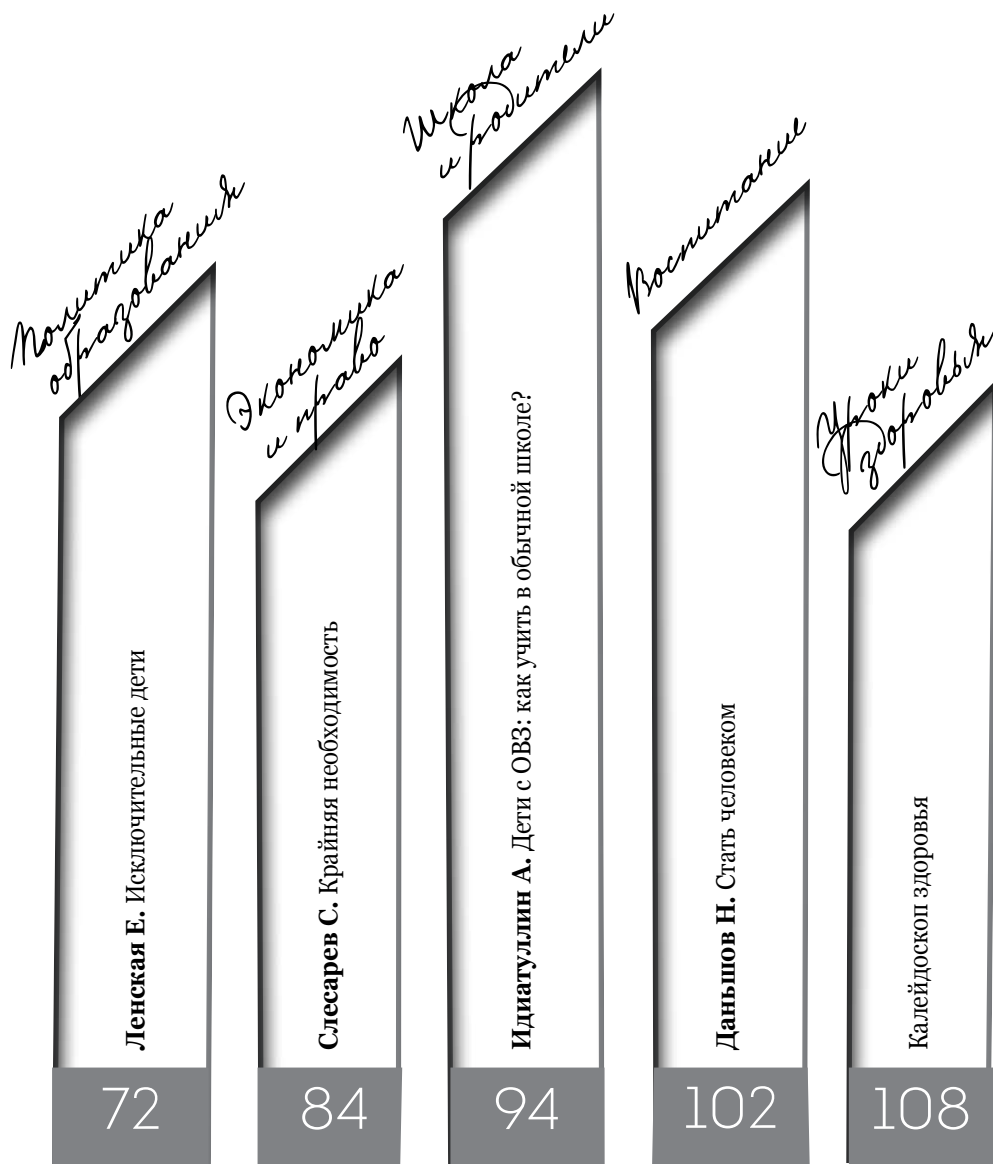 Политика
образования
Ленская Е. Исключительные дети
72
Экономика
и право
Слесарев С. Крайняя необходимость
84
Школа
и родители
Идиатуллин А. Дети с ОВЗ: как учить в обычной школе?
94
Воспитание
Даньшов Н. Стать человеком
102
Уроки
здоровья
Калейдоскоп здоровья
108